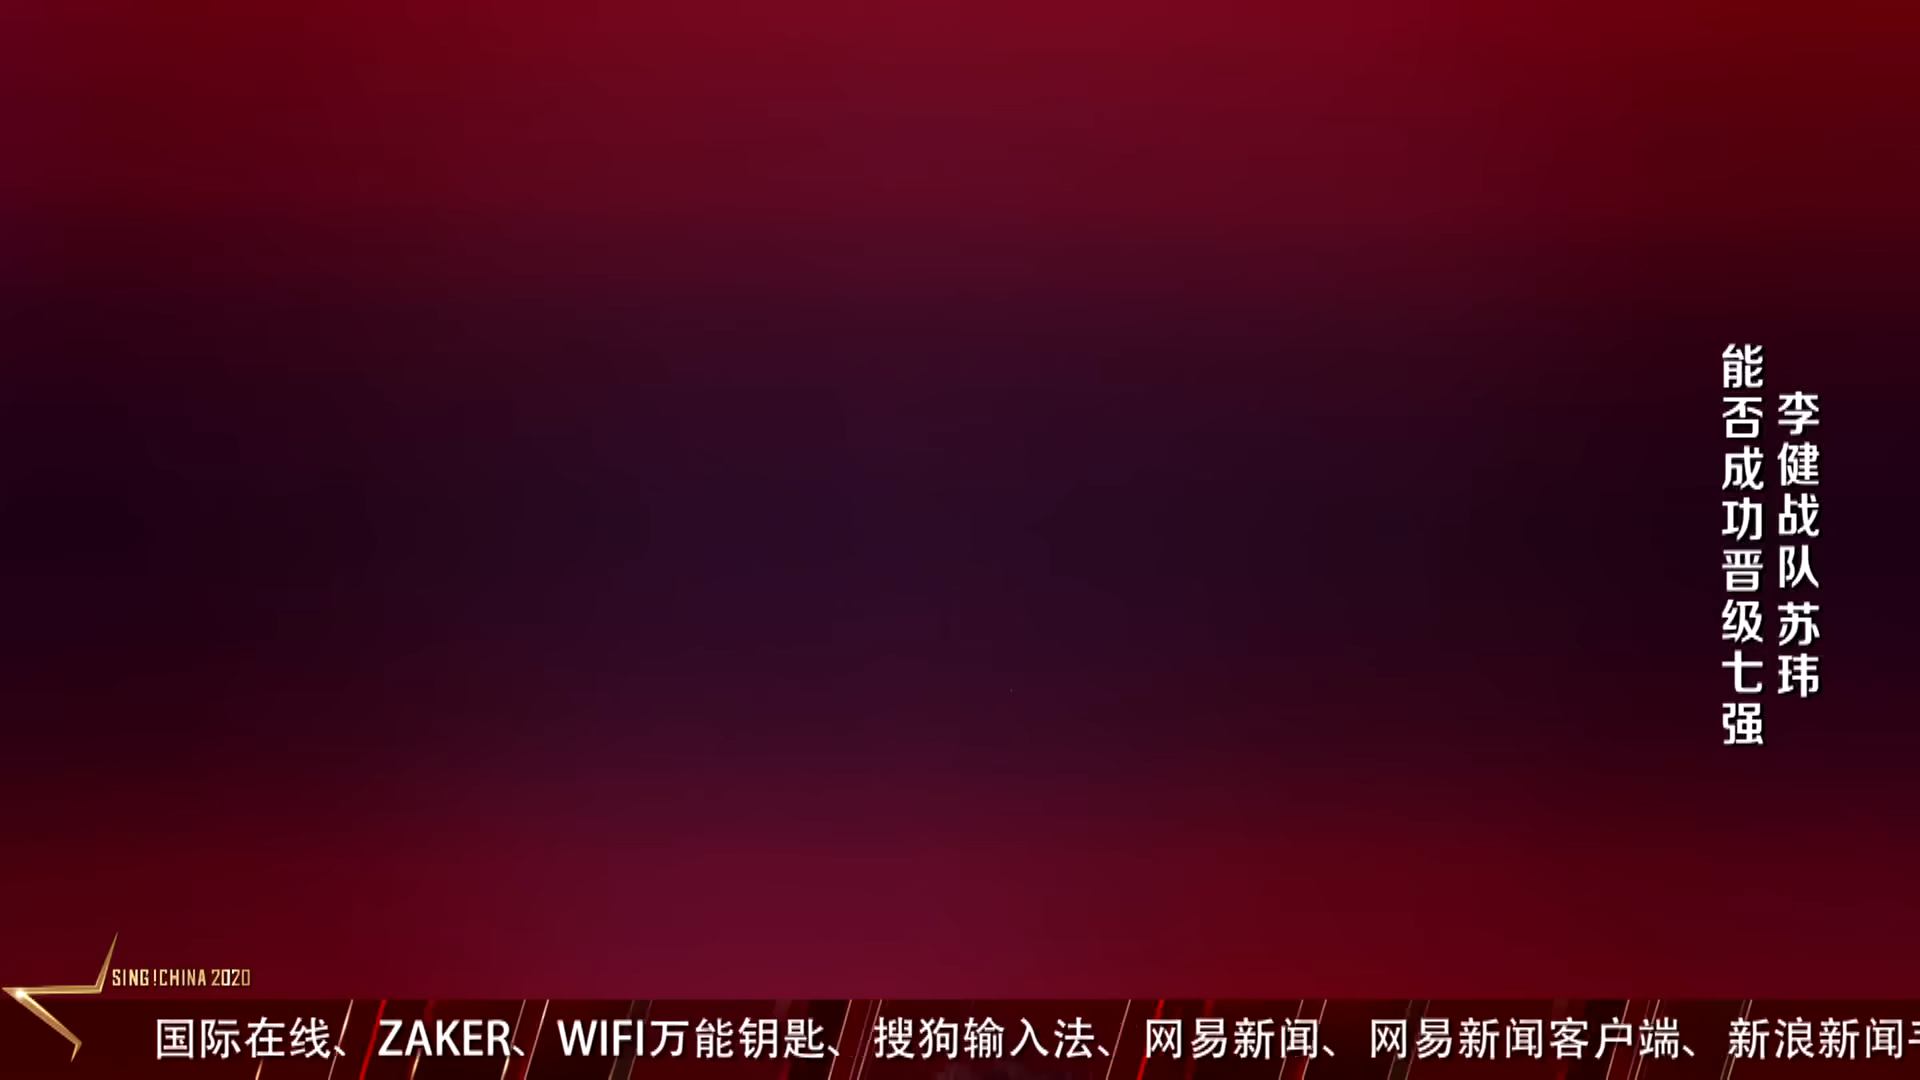 李健战队 苏玮
能否成功晋级七强
SING!CHINA 2020
国际在线、ZAKER、WIFI万能钥匙、搜狗输入法、网易新闻、网易新闻客户端、新浪新闻